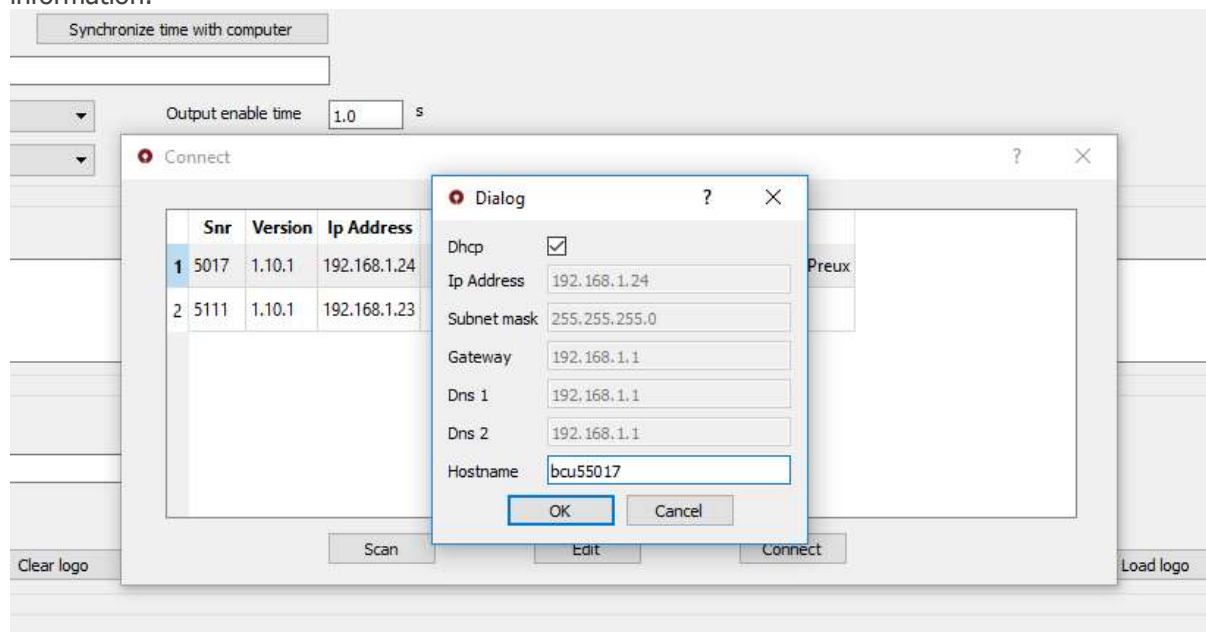 information.
Synchronize time with computer
Output enable time 1.0 s
Connect ?
Dialog ?
Snr Version Ip Address
1 5017 1.10.1 192.168.1.24 Preux
2 5111 1.10.1 192.168.1.23
Dhcp
Ip Address 192.168.1.24
Subnet mask 255.255.255.0
Gateway 192.168.1.1
Dns 1 192.168.1.1
Dns 2 192.168.1.1
Hostname bcu55017
OK Cancel
Scan Edit Connect
Clear logo Load logo